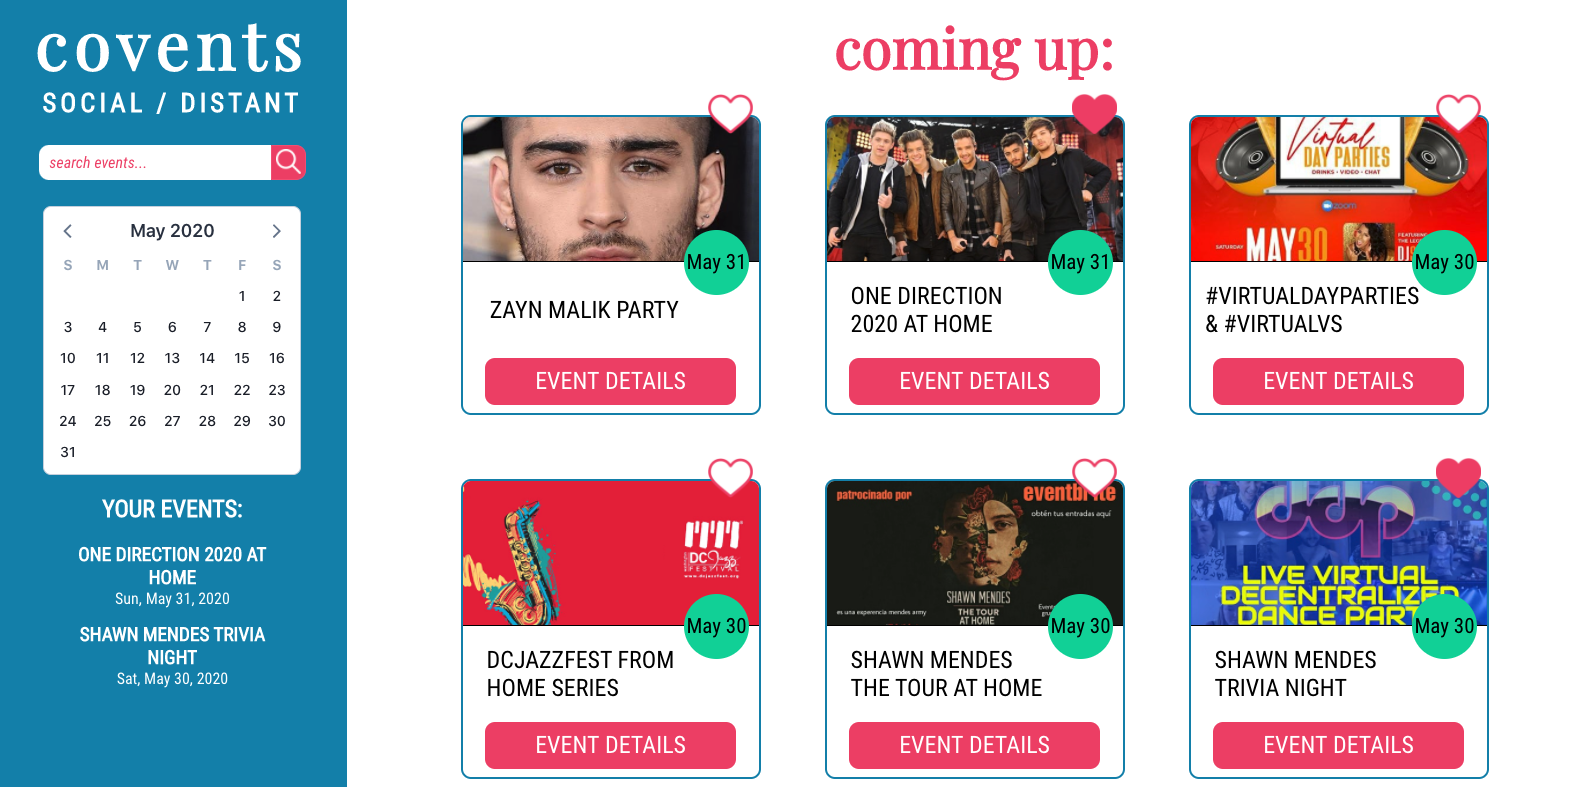 covents
SOCIAL / DISTANT
search events...
May 2020
S M T W T F S
1 2
3 4 5 6 7 8 9
10 11 12 13 14 15 16
17 18 19 20 21 22 23
24 25 26 27 28 29 30
31
YOUR EVENTS:
ONE DIRECTION 2020 AT
HOME
Sun, May 31, 2020
SHAWN MENDES TRIVIA
NIGHT
Sat, May 30, 2020
coming up:
May 31
ZAYN MALIK PARTY
EVENT DETAILS
May 31
ONE DIRECTION
2020 AT HOME
EVENT DETAILS
Virtual
DAY PARTIES
DRINKS • VIDEO • CHAT
zoom
SATURDAY
MAY 30
FEATURING
THE LEG
DJ
May 30
#VIRTUALDAYPARTIES
& #VIRTUALVS
EVENT DETAILS
DC Jazz
FESTIVAL
www.dcjazzfest.org
May 30
DCJAZZFEST FROM
HOME SERIES
EVENT DETAILS
patrocinado por
eventbrite
obtén tus entradas aquí
SHAWN MENDES
THE TOUR
AT HOME
es una experencia mendes army
May 30
SHAWN MENDES
THE TOUR AT HOME
EVENT DETAILS
ddp
LIVE VIRTUAL
DECENTRALIZED
DANCE PART
May 30
SHAWN MENDES
TRIVIA NIGHT
EVENT DETAILS